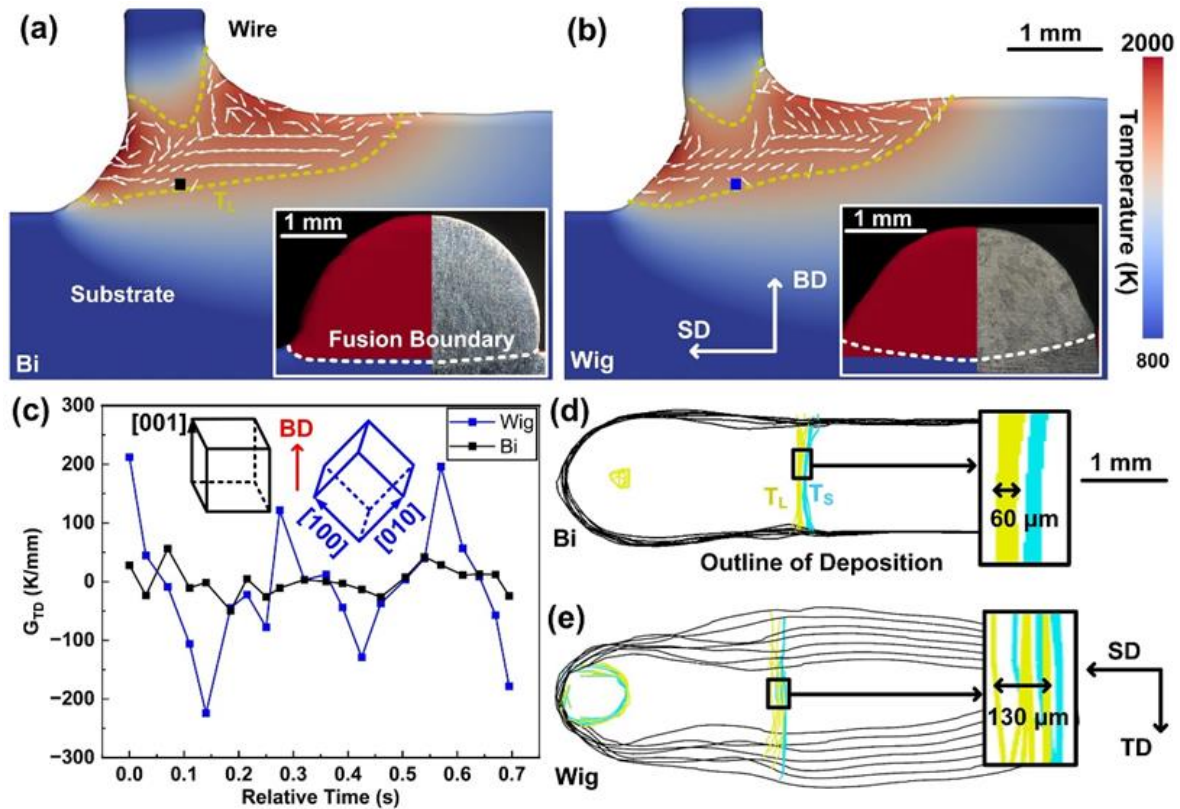 (a)
Wire
T_L
1 mm
Substrate
Fusion Boundary
Bi
(b)
1 mm
2000
Temperature (K)
800
BD
SD
1 mm
Wig
(c)
300
200
100
0
−100
−200
−300
G_TD (K/mm)
0.0 0.1 0.2 0.3 0.4 0.5 0.6 0.7
Relative Time (s)
[001]
BD
[100]
[010]
Wig
Bi
(d)
T_L
T_S
60 µm
1 mm
Bi
Outline of Deposition
(e)
130 µm
SD
TD
Wig